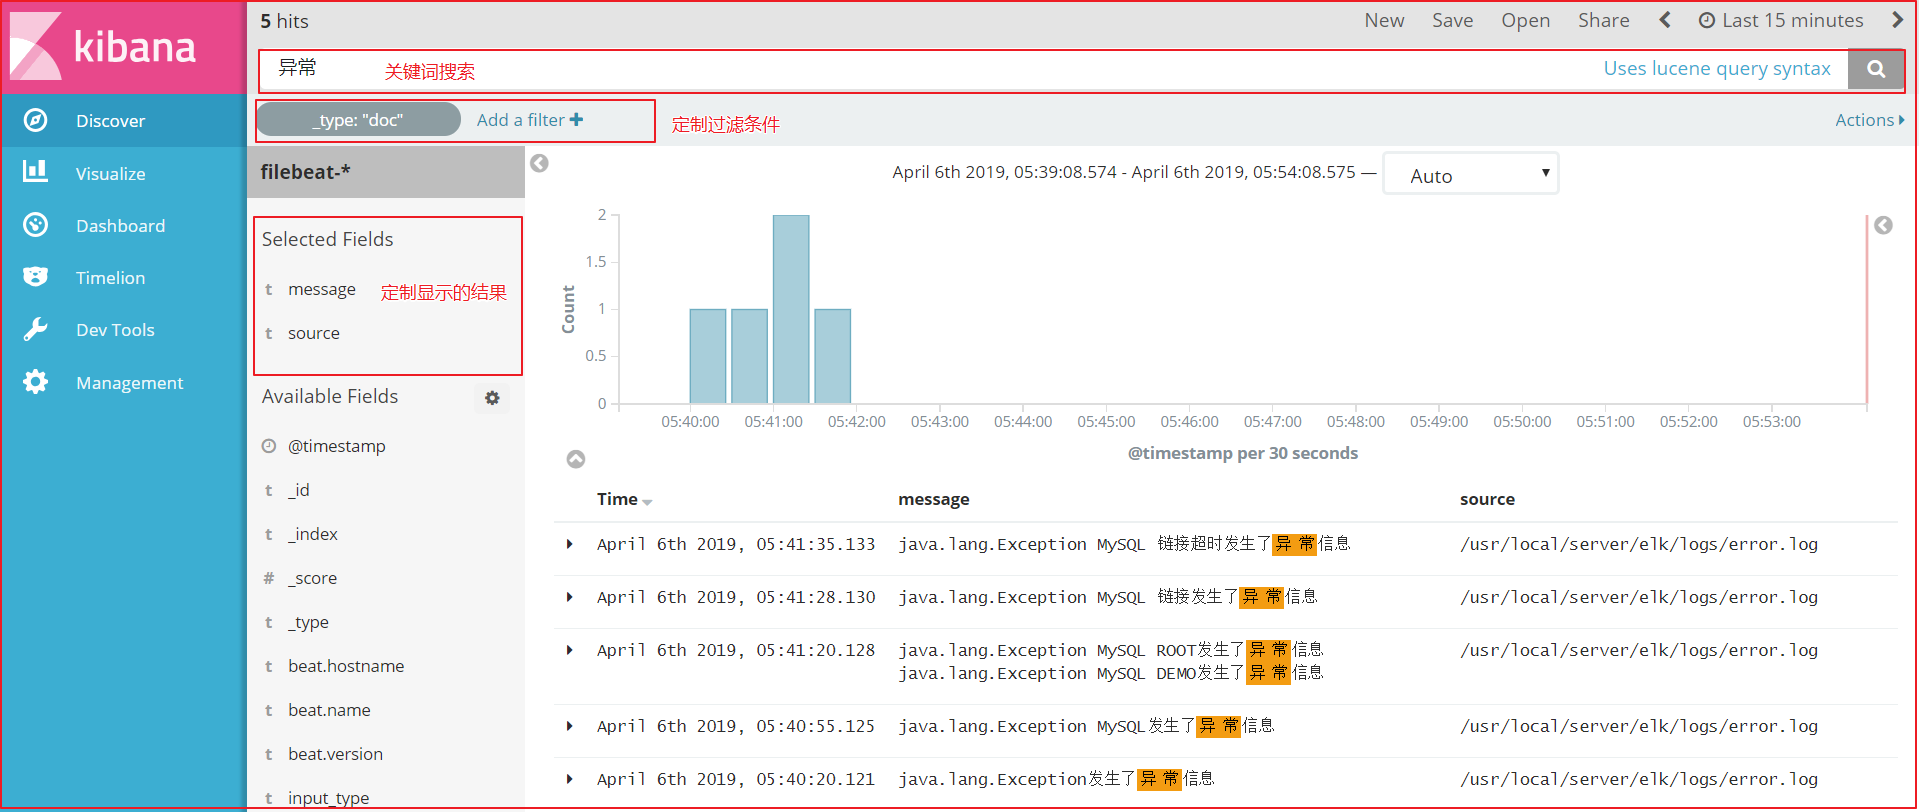 kibana
Discover
Visualize
Dashboard
Timelion
Dev Tools
Management
5 hits
New Save Open Share Last 15 minutes
异常 关键词搜索 Uses lucene query syntax
_type: "doc" Add a filter 定制过滤条件 Actions
filebeat-*
Selected Fields
t message 定制显示的结果
t source
Available Fields
@timestamp
t _id
t _index
# _score
t _type
t beat.hostname
t beat.name
t beat.version
t input_type
April 6th 2019, 05:39:08.574 - April 6th 2019, 05:54:08.575 — Auto
Count
2
1.5
1
0.5
0
05:40:00 05:41:00 05:42:00 05:43:00 05:44:00 05:45:00 05:46:00 05:47:00 05:48:00 05:49:00 05:50:00 05:51:00 05:52:00 05:53:00
@timestamp per 30 seconds
Time message source
April 6th 2019, 05:41:35.133 java.lang.Exception MySQL 链接超时发生了异常信息 /usr/local/server/elk/logs/error.log
April 6th 2019, 05:41:28.130 java.lang.Exception MySQL 链接发生了异常信息 /usr/local/server/elk/logs/error.log
April 6th 2019, 05:41:20.128 java.lang.Exception MySQL ROOT发生了异常信息 /usr/local/server/elk/logs/error.log
java.lang.Exception MySQL DEMO发生了异常信息
April 6th 2019, 05:40:55.125 java.lang.Exception MySQL发生了异常信息 /usr/local/server/elk/logs/error.log
April 6th 2019, 05:40:20.121 java.lang.Exception发生了异常信息 /usr/local/server/elk/logs/error.log